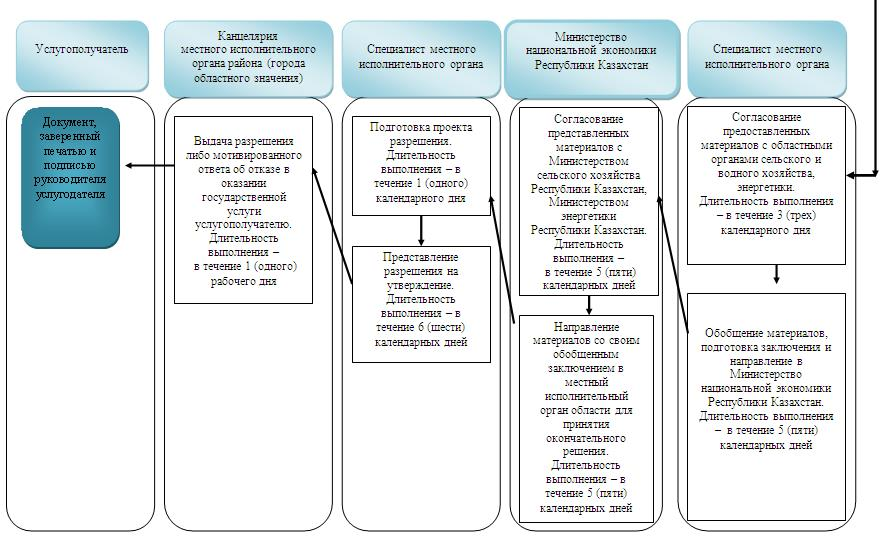 Услугополучатель
Канцелярия
местного исполнительного
органа района (города
областного значения)
Специалист местного
исполнительного органа
Министерство
национальной экономики
Республики Казахстан
Специалист местного
исполнительного органа
Документ,
заверенный
печатью и
подписью
руководителя
услугодателя
Выдача разрешения
либо мотивированного
ответа об отказе в
оказании
государственной
услуги
услугополучателю.
Длительность
выполнения –
в течение 1 (одного)
рабочего дня
Подготовка проекта
разрешения.
Длительность
выполнения – в
течение 1 (одного)
календарного дня
Представление
разрешения на
утверждение.
Длительность
выполнения – в
течение 6 (шести)
календарных дней
Согласование
представленных
материалов с
Министерством
сельского хозяйства
Республики Казахстан,
Министерством
энергетики
Республики Казахстан.
Длительность
выполнения –
в течение 5 (пяти)
календарных дней
Направление
материалов со своим
обобщенным
заключением в
местный
исполнительный
орган области для
принятия
окончательного
решения.
Длительность
выполнения – в
течение 5 (пяти)
календарных дней
Согласование
предоставленных
материалов с областными
органами сельского и
водного хозяйства,
энергетики.
Длительность выполнения
– в течение 3 (трех)
календарного дня
Обобщение материалов,
подготовка заключения и
направление в
Министерство
национальной экономики
Республики Казахстан.
Длительность выполнения
– в течение 5 (пяти)
календарных дней